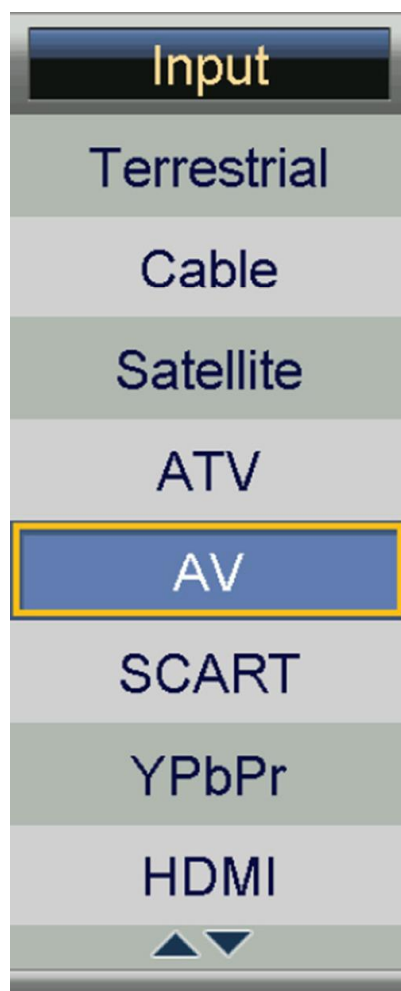 Input
Terrestrial
Cable
Satellite
ATV
AV
SCART
YPbPr
HDMI